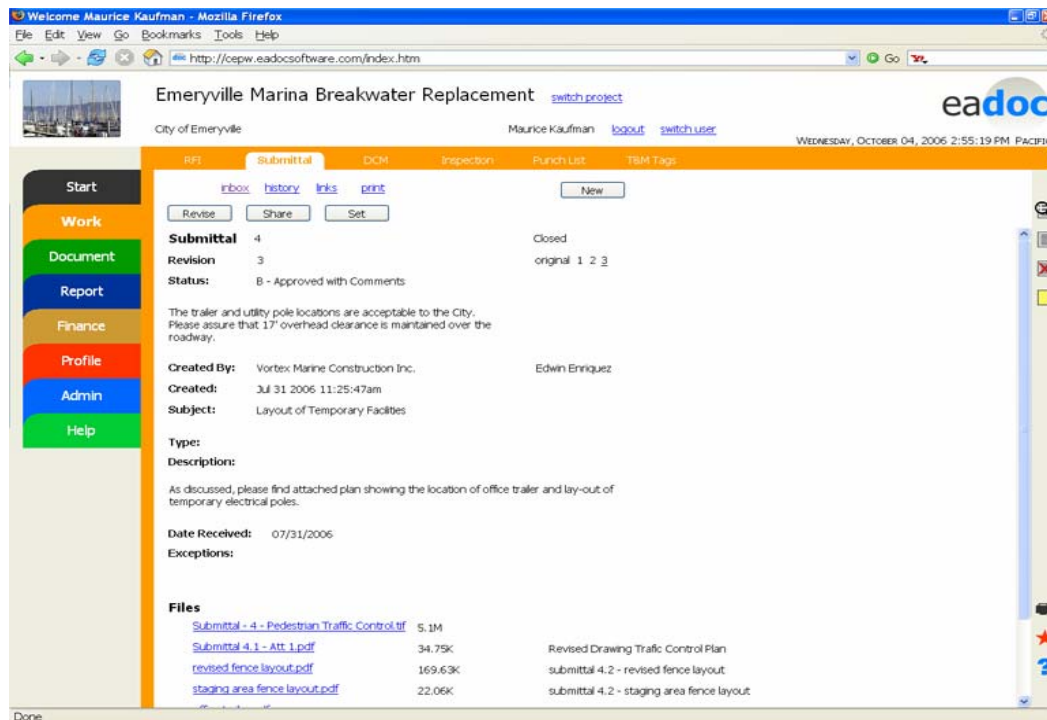 Welcome Maurice Kaufman - Mozilla Firefox
File Edit View Go Bookmarks Tools Help
http://cepw.eadocsoftware.com/index.htm Go
Emeryville Marina Breakwater Replacement switch project
eadoc
City of Emeryville Maurice Kaufman logout switch user
WEDNESDAY, OCTOBER 04, 2006 2:55:19 PM
RFI Submittal DCM Inspection Punch List T&M Tags
Start
Work
Document
Report
Finance
Profile
Admin
Help
inbox history links print New
Revise Share Set
Submittal 4 Closed
Revision 3 original 1 2 3
Status: B - Approved with Comments
The trailer and utility pole locations are acceptable to the City.
Please assure that 17' overhead clearance is maintained over the
roadway.
Created By: Vortex Marine Construction Inc. Edwin Enriquez
Created: Jul 31 2006 11:25:47am
Subject: Layout of Temporary Facilities
Type:
Description:
As discussed, please find attached plan showing the location of office trailer and lay-out of
temporary electrical poles.
Date Received: 07/31/2006
Exceptions:
Files
Submittal - 4 - Pedestrian Traffic Control.tif 5.1M
Submittal 4.1 - Att 1.pdf 34.75K Revised Drawing Trafic Control Plan
revised fence layout.pdf 169.63K submittal 4.2 - revised fence layout
staging area fence layout.pdf 22.06K submittal 4.2 - staging area fence layout
Done